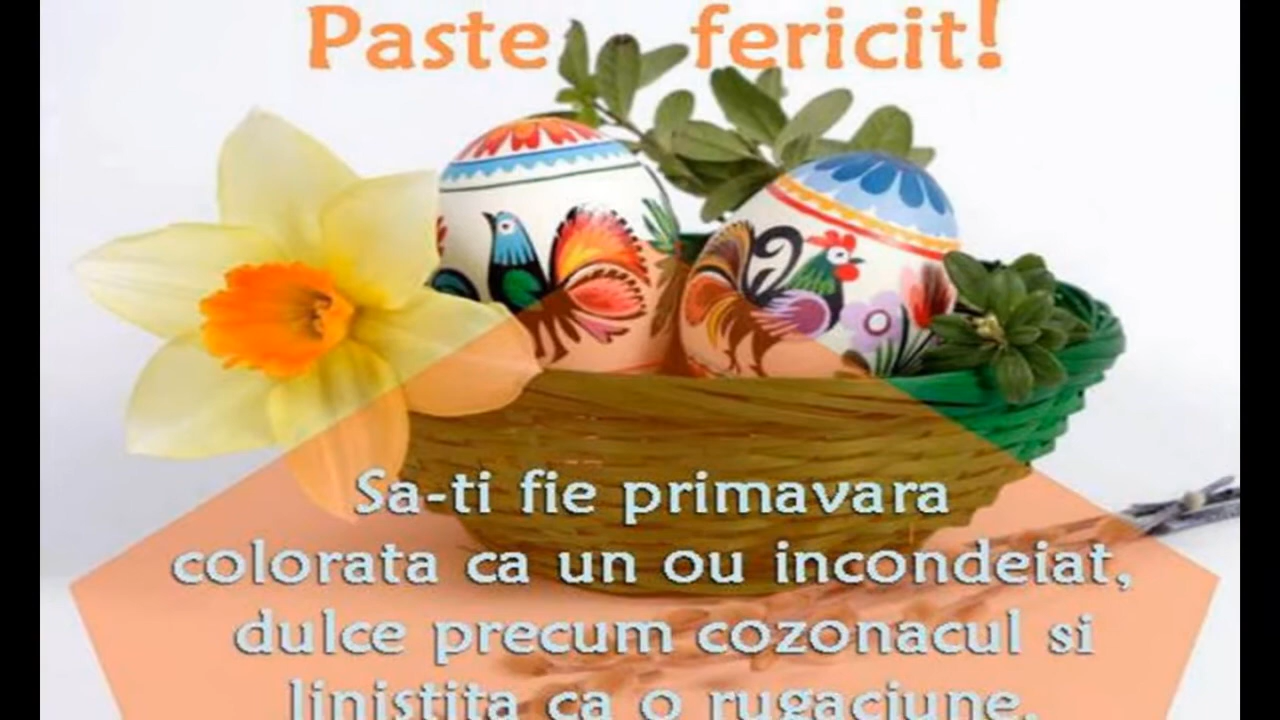 Paste fericit!
Sa-ti fie primavara
colorata ca un ou incondeiat,
dulce precum cozonacul si
linistita ca o rugaciune.